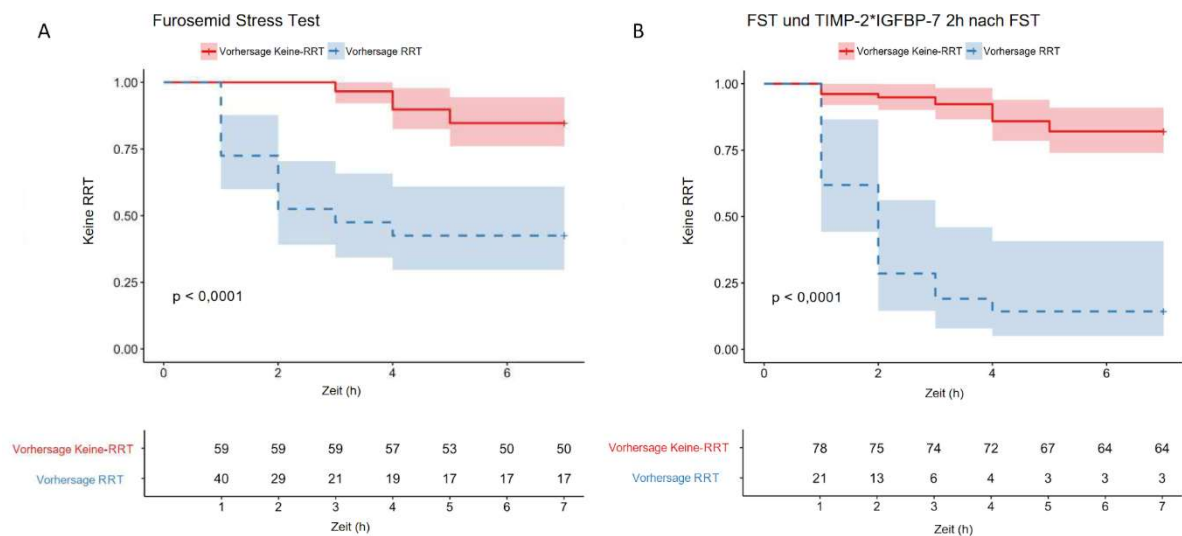 A
Furosemid Stress Test
Vorhersage Keine-RRT Vorhersage RRT
1.00
0.75
0.50
0.25
0.00
Keine RRT
p < 0,0001
0 2 4 6
Zeit (h)
Vorhersage Keine-RRT 59 59 59 57 53 50 50
Vorhersage RRT 40 29 21 19 17 17 17
1 2 3 4 5 6 7
Zeit (h)
B
FST und TIMP-2*IGFBP-7 2h nach FST
Vorhersage Keine-RRT Vorhersage RRT
1.00
0.75
0.50
0.25
0.00
Keine RRT
p < 0,0001
0 2 4 6
Zeit (h)
Vorhersage Keine-RRT 78 75 74 72 67 64 64
Vorhersage RRT 21 13 6 4 3 3 3
1 2 3 4 5 6 7
Zeit (h)